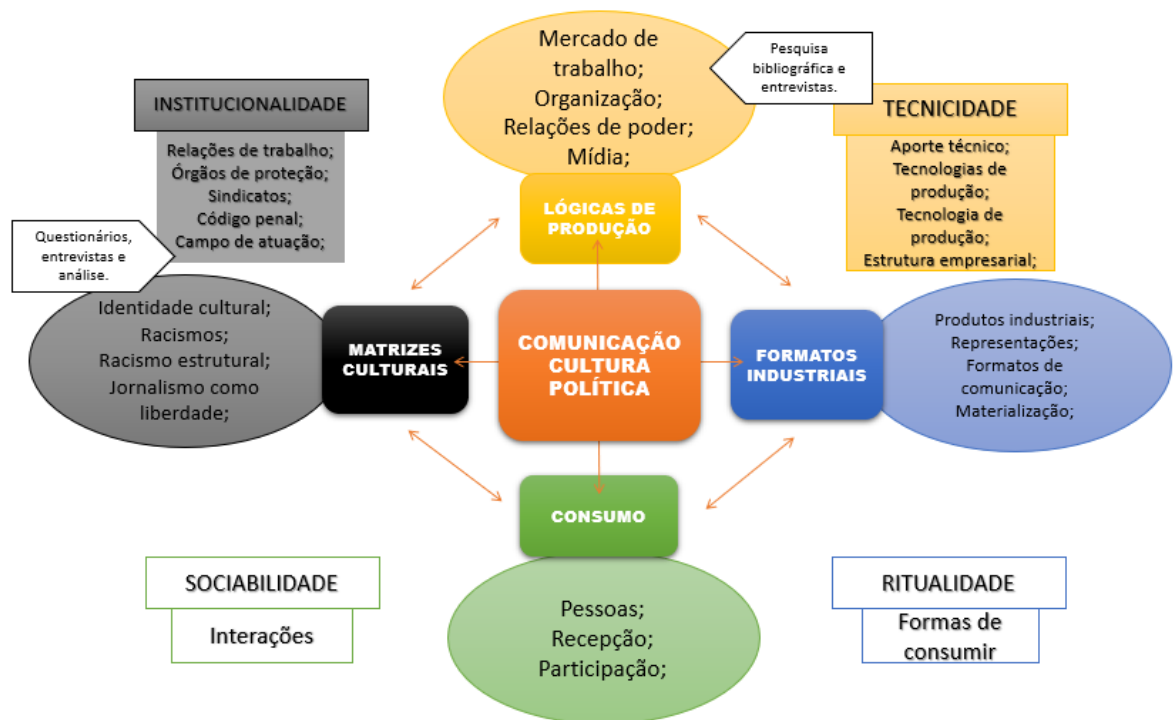 Mercado de
trabalho;
Organização;
Relações de poder;
Mídia;
Pesquisa
bibliográfica e
entrevistas.
INSTITUCIONALIDADE
Relações de trabalho;
Órgãos de proteção;
Sindicatos;
Código penal;
Campo de atuação;
TECNICIDADE
Aporte técnico;
Tecnologias de
produção;
Tecnologia de
produção;
Estrutura empresarial;
LÓGICAS DE
PRODUÇÃO
Questionários,
entrevistas e
análise.
Identidade cultural;
Racismos;
Racismo estrutural;
Jornalismo como
liberdade;
MATRIZES
CULTURAIS
COMUNICAÇÃO
CULTURA
POLÍTICA
FORMATOS
INDUSTRIAIS
Produtos industriais;
Representações;
Formatos de
comunicação;
Materialização;
CONSUMO
SOCIABILIDADE
Interações
Pessoas;
Recepção;
Participação;
RITUALIDADE
Formas de
consumir